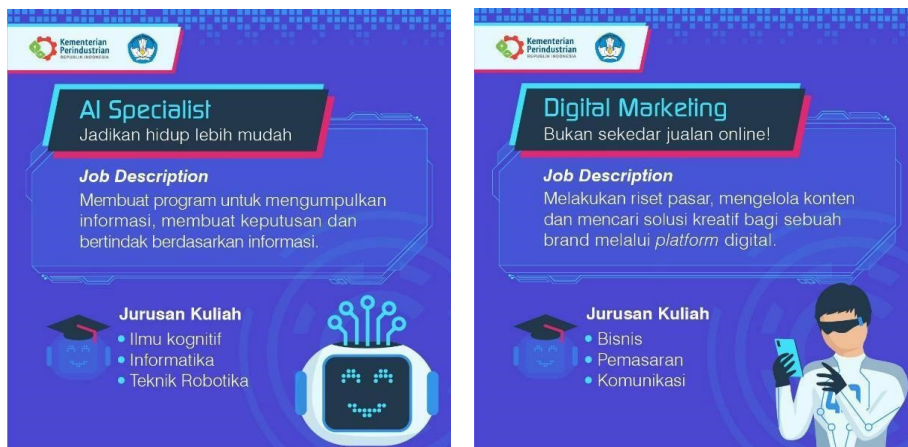 Kementerian
Perindustrian
REPUBLIK INDONESIA
AI Specialist
Jadikan hidup lebih mudah
Job Description
Membuat program untuk mengumpulkan
informasi, membuat keputusan dan
bertindak berdasarkan informasi.
Jurusan Kuliah
• Ilmu kognitif
• Informatika
• Teknik Robotika
Kementerian
Perindustrian
REPUBLIK INDONESIA
Digital Marketing
Bukan sekedar jualan online!
Job Description
Melakukan riset pasar, mengelola konten
dan mencari solusi kreatif bagi sebuah
brand melalui platform digital.
Jurusan Kuliah
• Bisnis
• Pemasaran
• Komunikasi